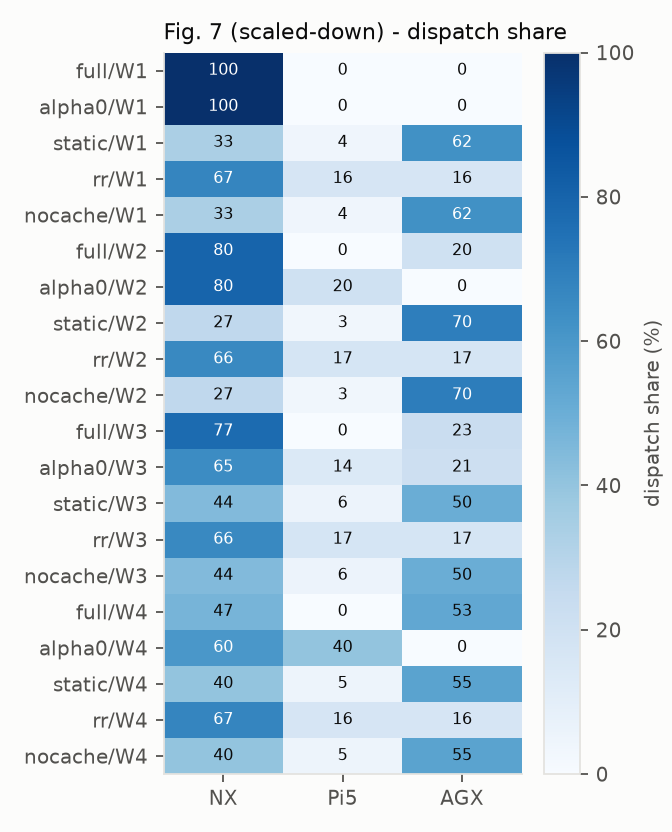 Fig. 7 (scaled-down) - dispatch share
full/W1 100 0 0
alpha0/W1 100 0 0
static/W1 33 4 62
rr/W1 67 16 16
nocache/W1 33 4 62
full/W2 80 0 20
alpha0/W2 80 20 0
static/W2 27 3 70
rr/W2 66 17 17
nocache/W2 27 3 70
full/W3 77 0 23
alpha0/W3 65 14 21
static/W3 44 6 50
rr/W3 66 17 17
nocache/W3 44 6 50
full/W4 47 0 53
alpha0/W4 60 40 0
static/W4 40 5 55
rr/W4 67 16 16
nocache/W4 40 5 55
NX Pi5 AGX
100
80
60
40
20
0
dispatch share (%)